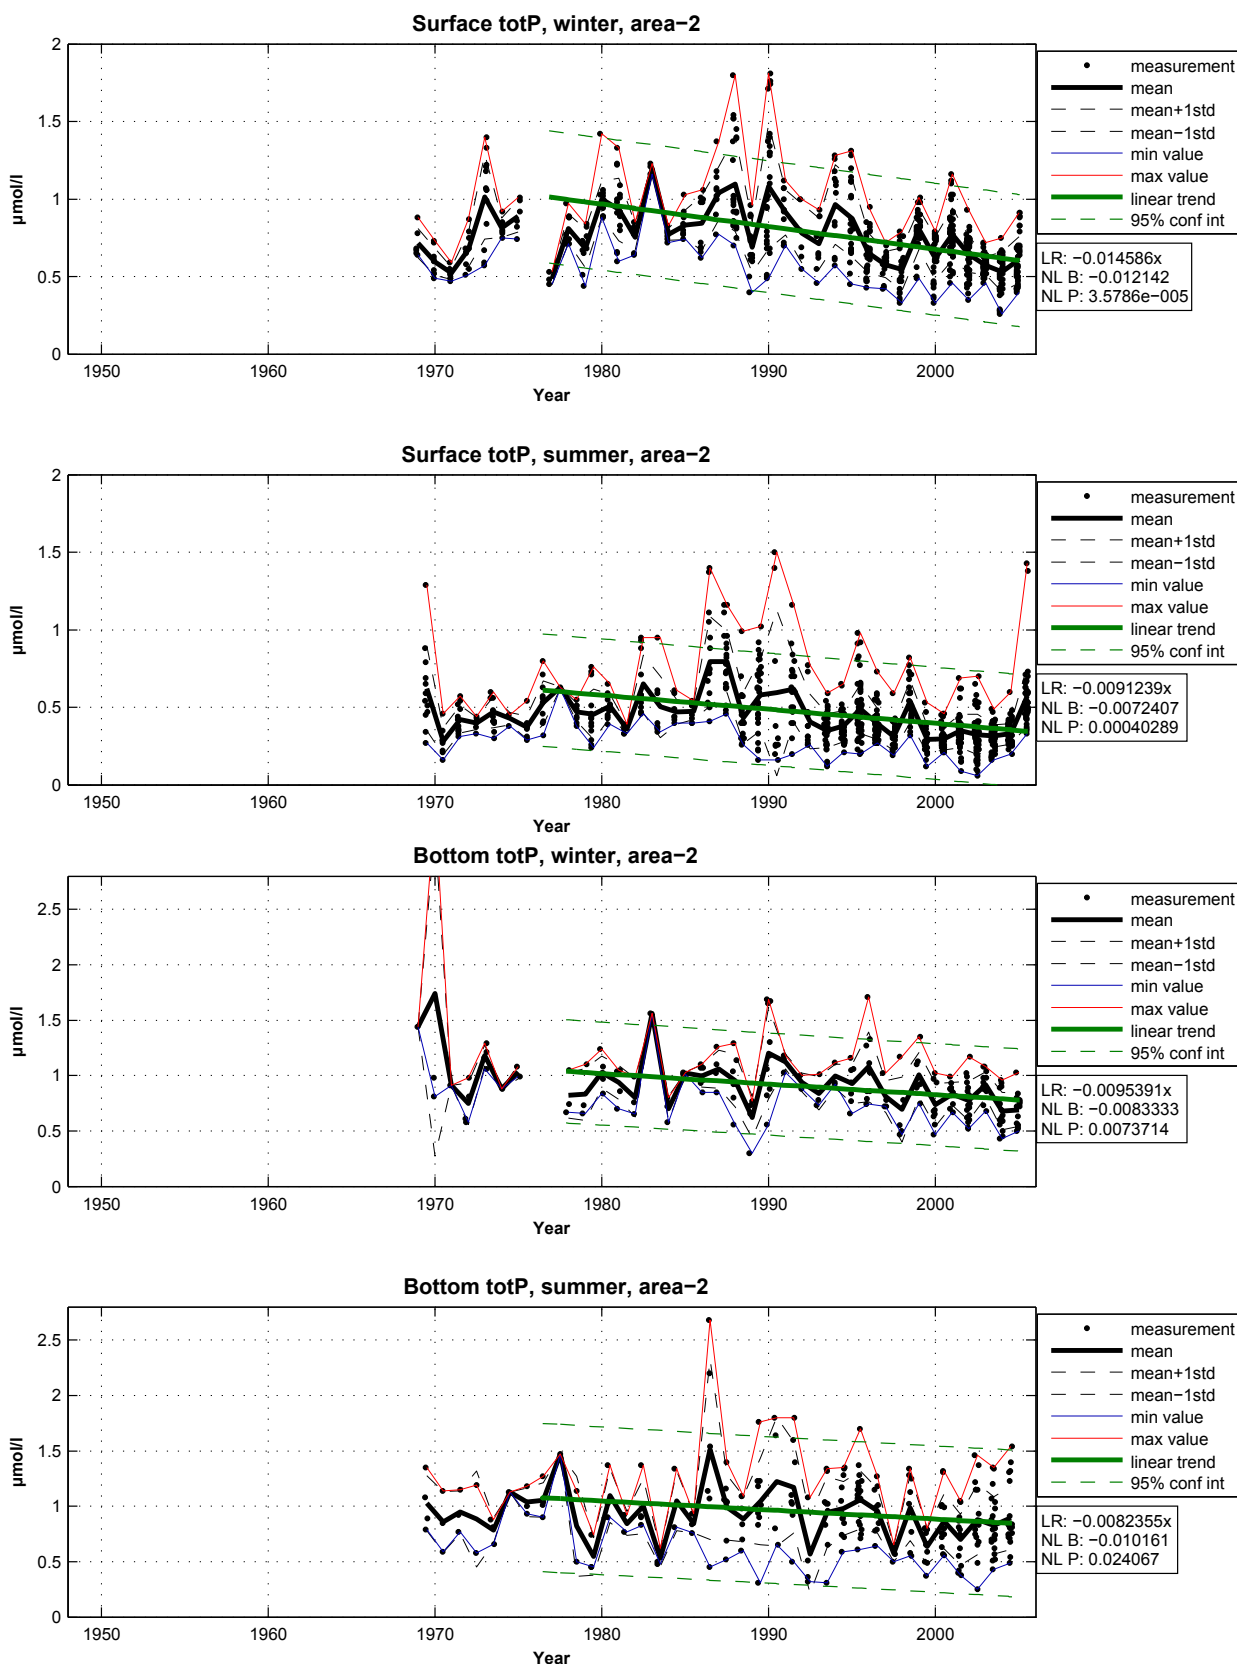 Surface totP, winter, area−2
2
1.5
1
0.5
0
µmol/l
1950 1960 1970 1980 1990 2000
Year
measurement
mean
mean+1std
mean−1std
min value
max value
linear trend
95% conf int
LR: −0.014586x
NL B: −0.012142
NL P: 3.5786e−005
Surface totP, summer, area−2
2
1.5
1
0.5
0
µmol/l
1950 1960 1970 1980 1990 2000
Year
measurement
mean
mean+1std
mean−1std
min value
max value
linear trend
95% conf int
LR: −0.0091239x
NL B: −0.0072407
NL P: 0.00040289
Bottom totP, winter, area−2
2.5
2
1.5
1
0.5
0
µmol/l
1950 1960 1970 1980 1990 2000
Year
measurement
mean
mean+1std
mean−1std
min value
max value
linear trend
95% conf int
LR: −0.0095391x
NL B: −0.0083333
NL P: 0.0073714
Bottom totP, summer, area−2
2.5
2
1.5
1
0.5
0
µmol/l
1950 1960 1970 1980 1990 2000
Year
measurement
mean
mean+1std
mean−1std
min value
max value
linear trend
95% conf int
LR: −0.0082355x
NL B: −0.010161
NL P: 0.024067